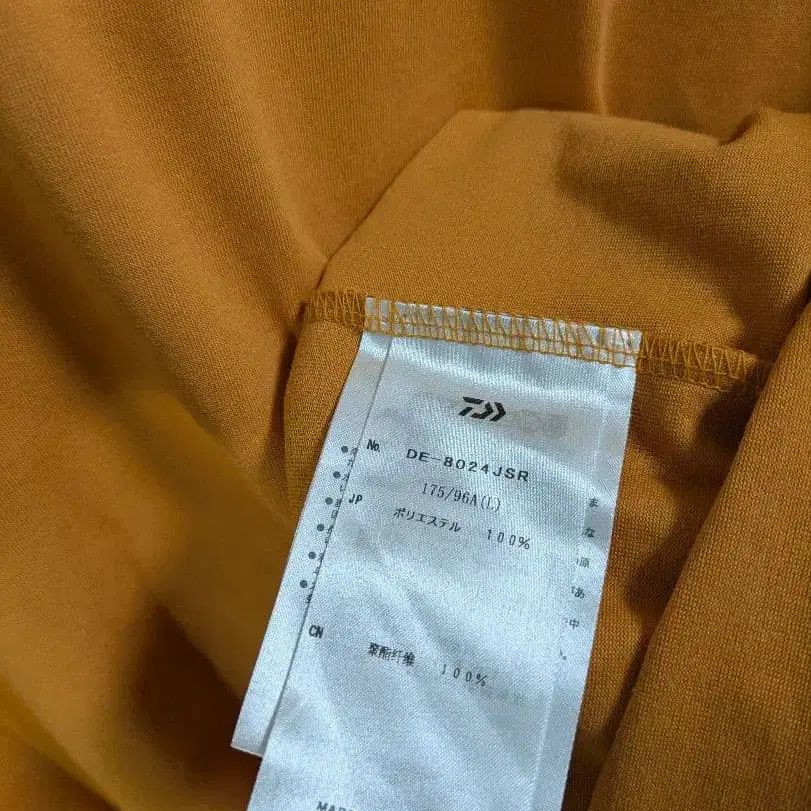 No. DE-8024JSR
175/96A(L)
JP ポリエステル 100%
CN 聚酯纤维 100%
MADE